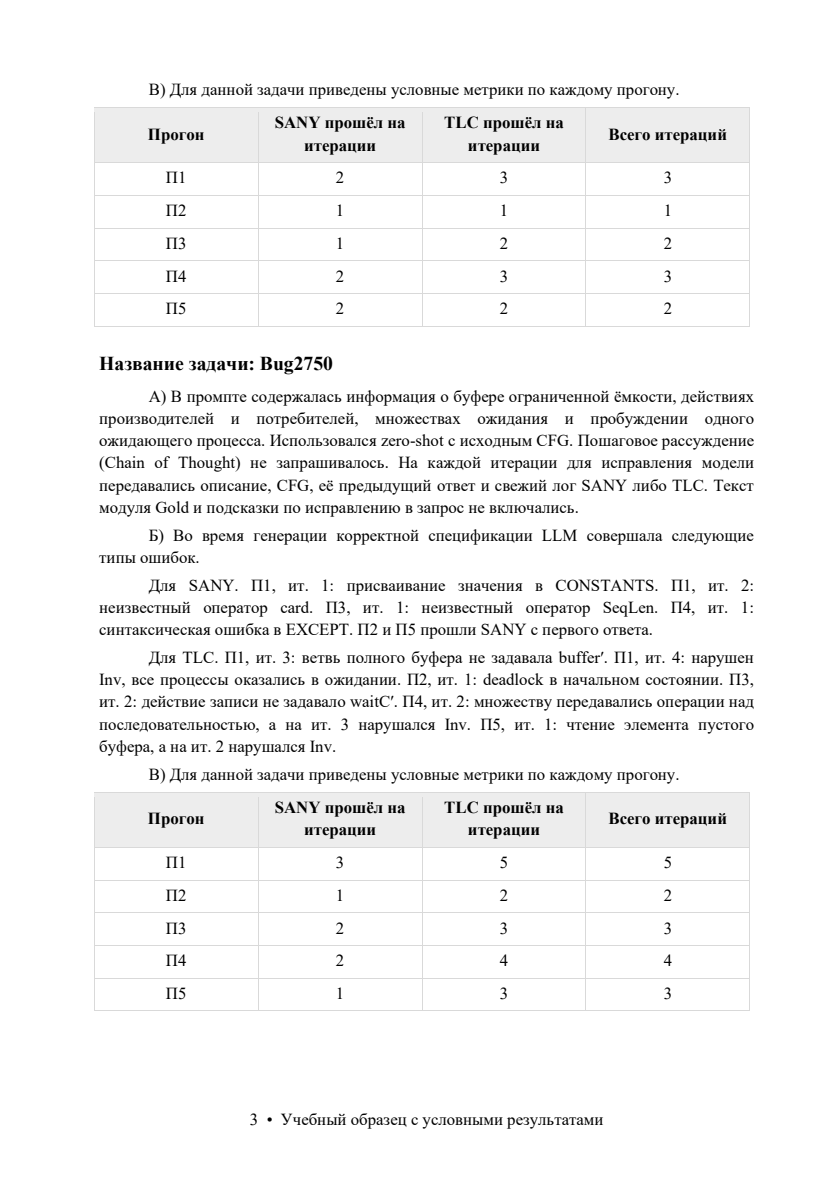 В) Для данной задачи приведены условные метрики по каждому прогону.
Прогон SANY прошёл на итерации TLC прошёл на итерации Всего итераций
П1 2 3 3
П2 1 1 1
П3 1 2 2
П4 2 3 3
П5 2 2 2
Название задачи: Bug2750
А) В промпте содержалась информация о буфере ограниченной ёмкости, действиях
производителей и потребителей, множествах ожидания и пробуждении одного
ожидающего процесса. Использовался zero-shot с исходным CFG. Пошаговое рассуждение
(Chain of Thought) не запрашивалось. На каждой итерации для исправления модели
передавались описание, CFG, её предыдущий ответ и свежий лог SANY либо TLC. Текст
модуля Gold и подсказки по исправлению в запрос не включались.
Б) Во время генерации корректной спецификации LLM совершала следующие
типы ошибок.
Для SANY. П1, ит. 1: присваивание значения в CONSTANTS. П1, ит. 2:
неизвестный оператор card. П3, ит. 1: неизвестный оператор SeqLen. П4, ит. 1:
синтаксическая ошибка в EXCEPT. П2 и П5 прошли SANY с первого ответа.
Для TLC. П1, ит. 3: ветвь полного буфера не задавала buffer′. П1, ит. 4: нарушен
Inv, все процессы оказались в ожидании. П2, ит. 1: deadlock в начальном состоянии. П3,
ит. 2: действие записи не задавало waitC′. П4, ит. 2: множеству передавались операции над
последовательностью, а на ит. 3 нарушался Inv. П5, ит. 1: чтение элемента пустого
буфера, а на ит. 2 нарушался Inv.
В) Для данной задачи приведены условные метрики по каждому прогону.
Прогон SANY прошёл на итерации TLC прошёл на итерации Всего итераций
П1 3 5 5
П2 1 2 2
П3 2 3 3
П4 2 4 4
П5 1 3 3
3 • Учебный образец с условными результатами